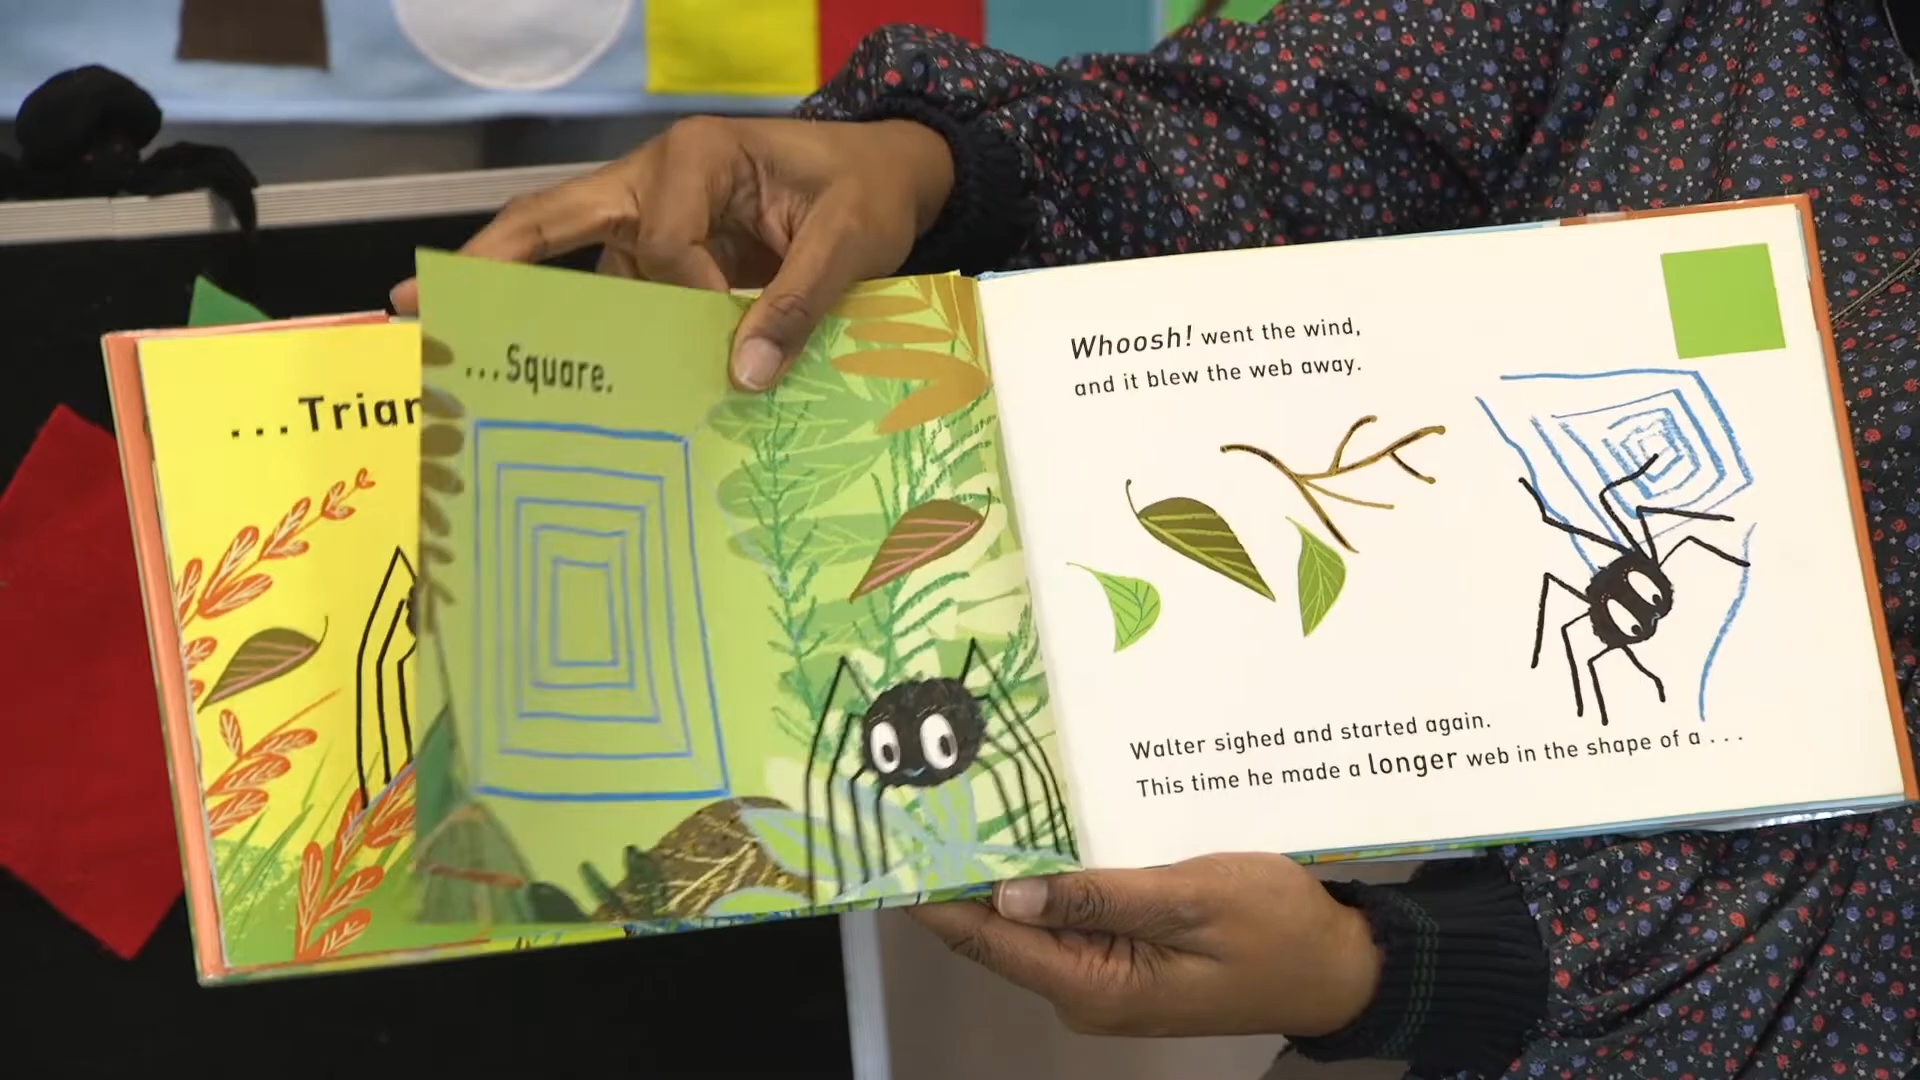 ...Trian
...Square.
Whoosh! went the wind,
and it blew the web away.
Walter sighed and started again.
This time he made a longer web in the shape of a ...